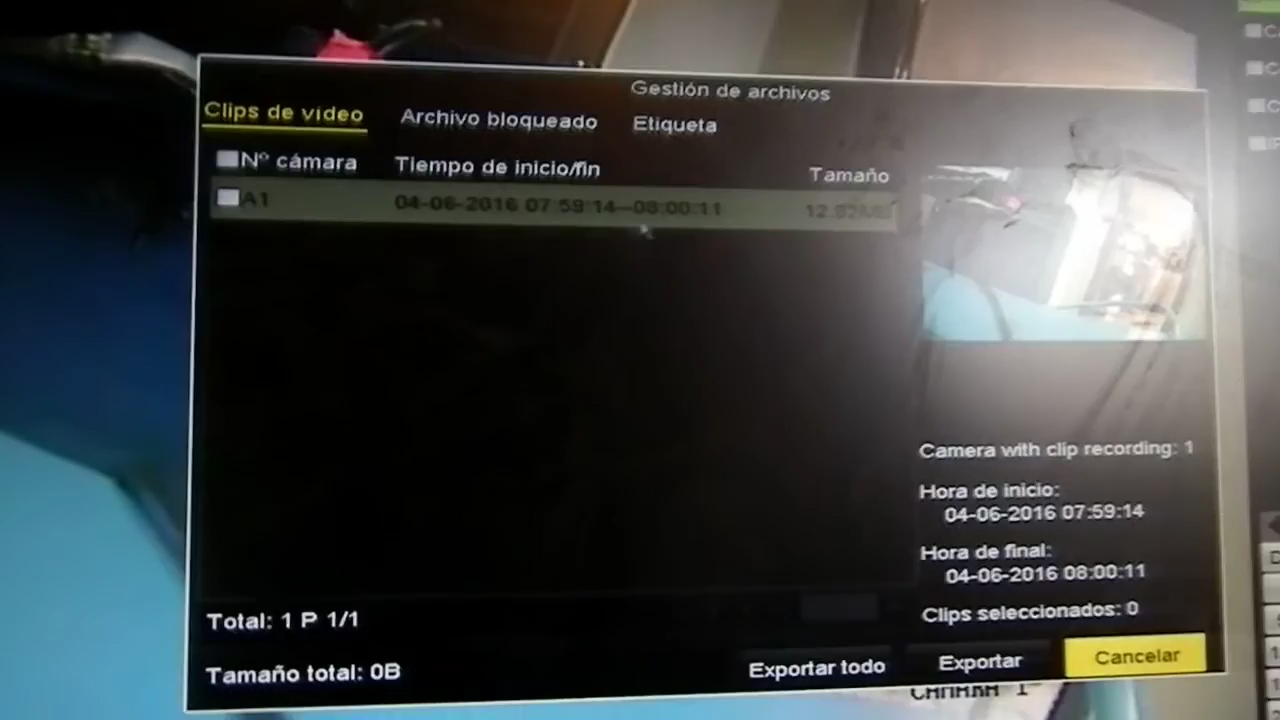 Gestión de archivos
Clips de vídeo Archivo bloqueado Etiqueta
Nº cámara Tiempo de inicio/fin Tamaño
A1 04-06-2016 07:59:14--08:00:11
Camera with clip recording: 1
Hora de inicio:
04-06-2016 07:59:14
Hora de final:
04-06-2016 08:00:11
Clips seleccionados: 0
Total: 1 P 1/1
Tamaño total: 0B
Exportar todo Exportar Cancelar